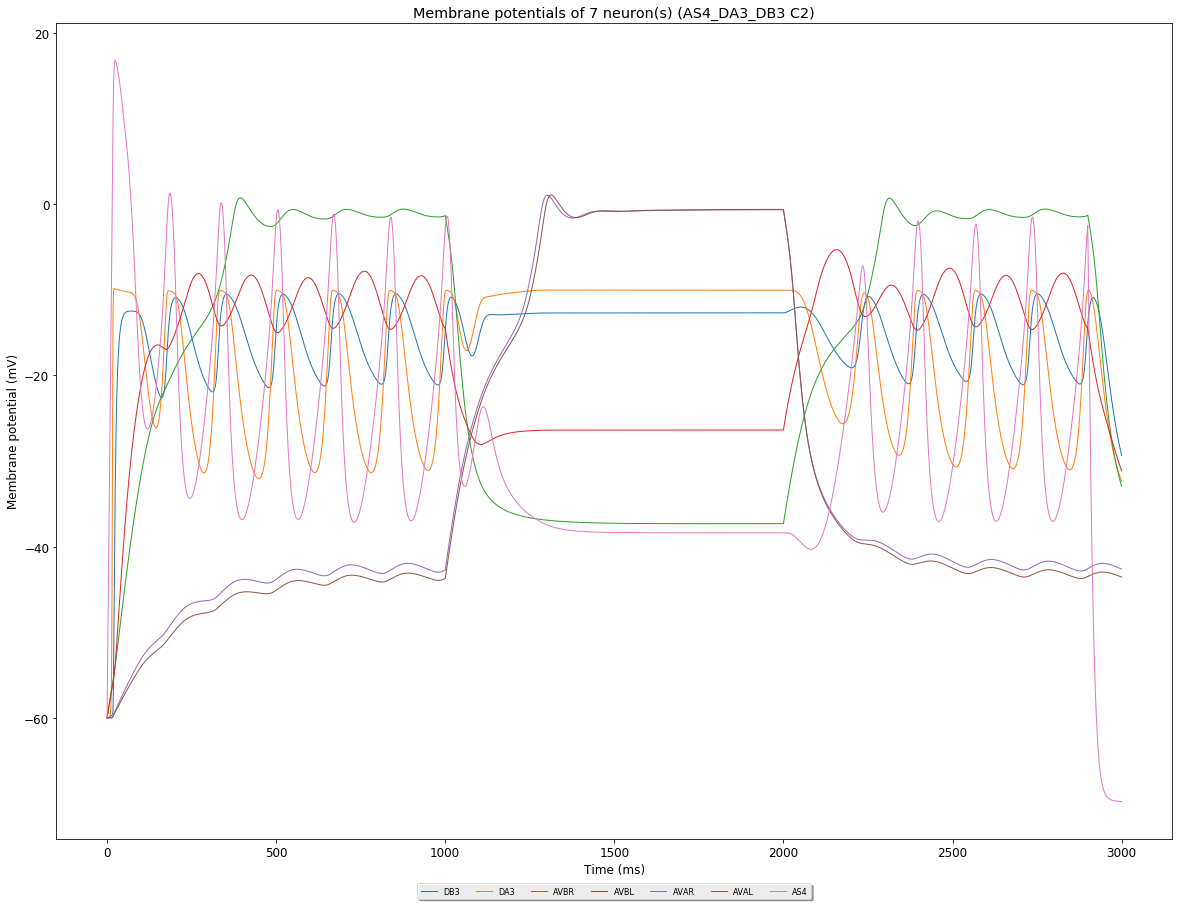 Membrane potentials of 7 neuron(s) (AS4_DA3_DB3 C2)
20
0
−20
−40
−60
Membrane potential (mV)
0 500 1000 1500 2000 2500 3000
Time (ms)
DB3 DA3 AVBR AVBL AVAR AVAL AS4